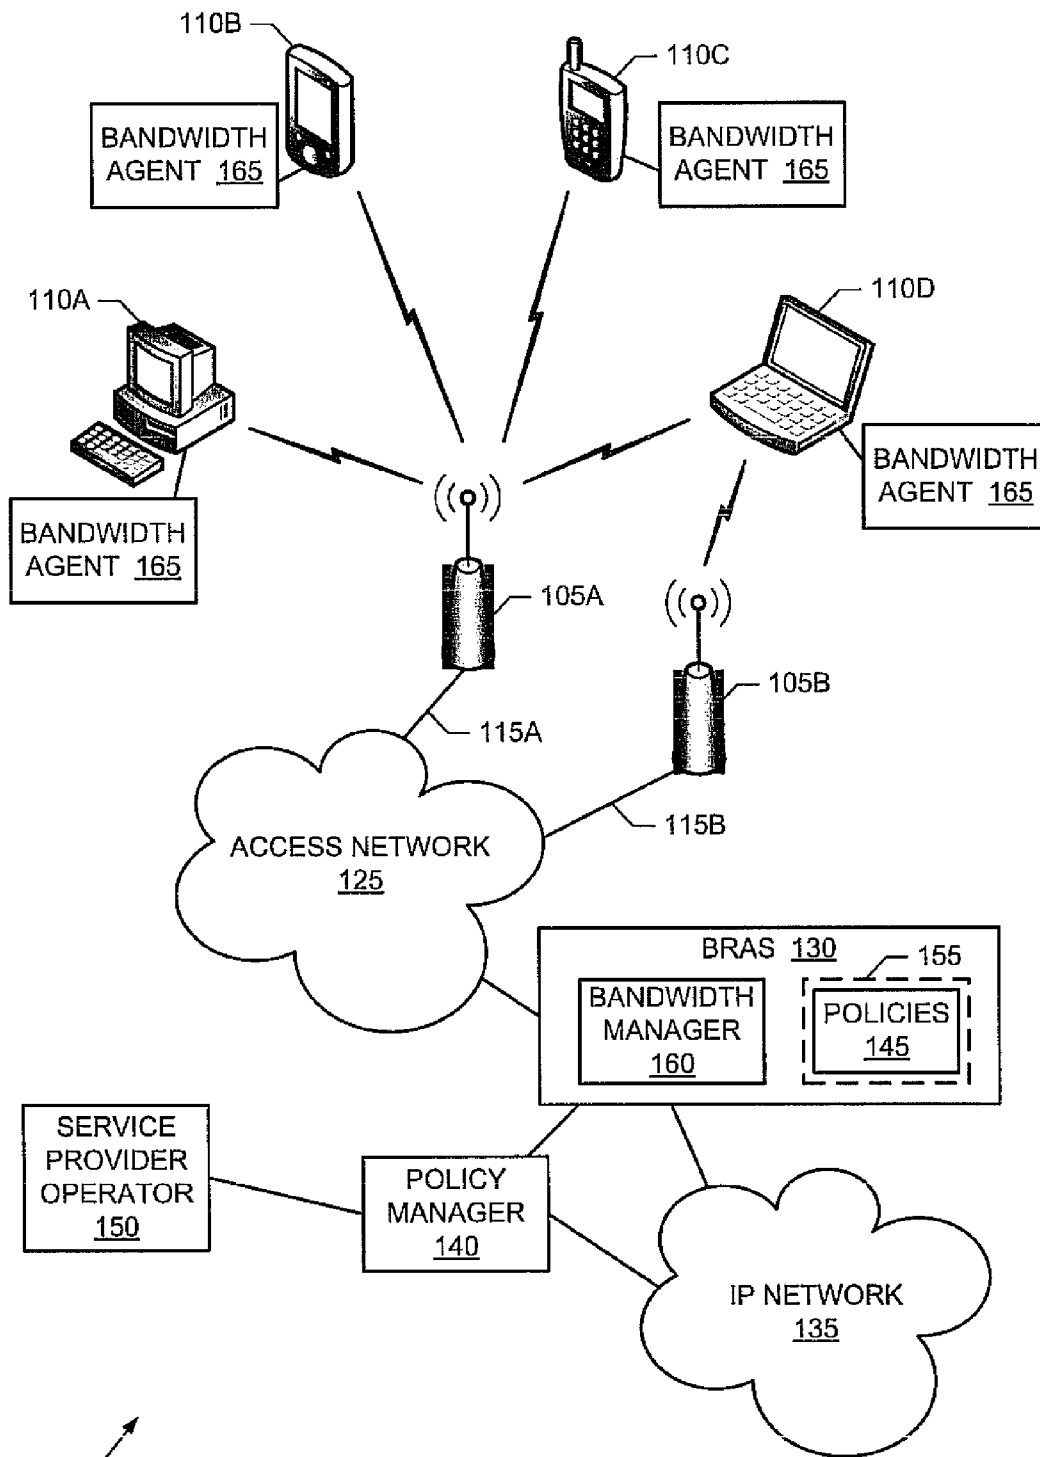 110B
110C
BANDWIDTH
AGENT 165
BANDWIDTH
AGENT 165
110A
110D
BANDWIDTH
AGENT 165
BANDWIDTH
AGENT 165
105A
105B
115A
115B
ACCESS NETWORK
125
BRAS 130
155
BANDWIDTH
MANAGER
160
POLICIES
145
SERVICE
PROVIDER
OPERATOR
150
POLICY
MANAGER
140
IP NETWORK
135